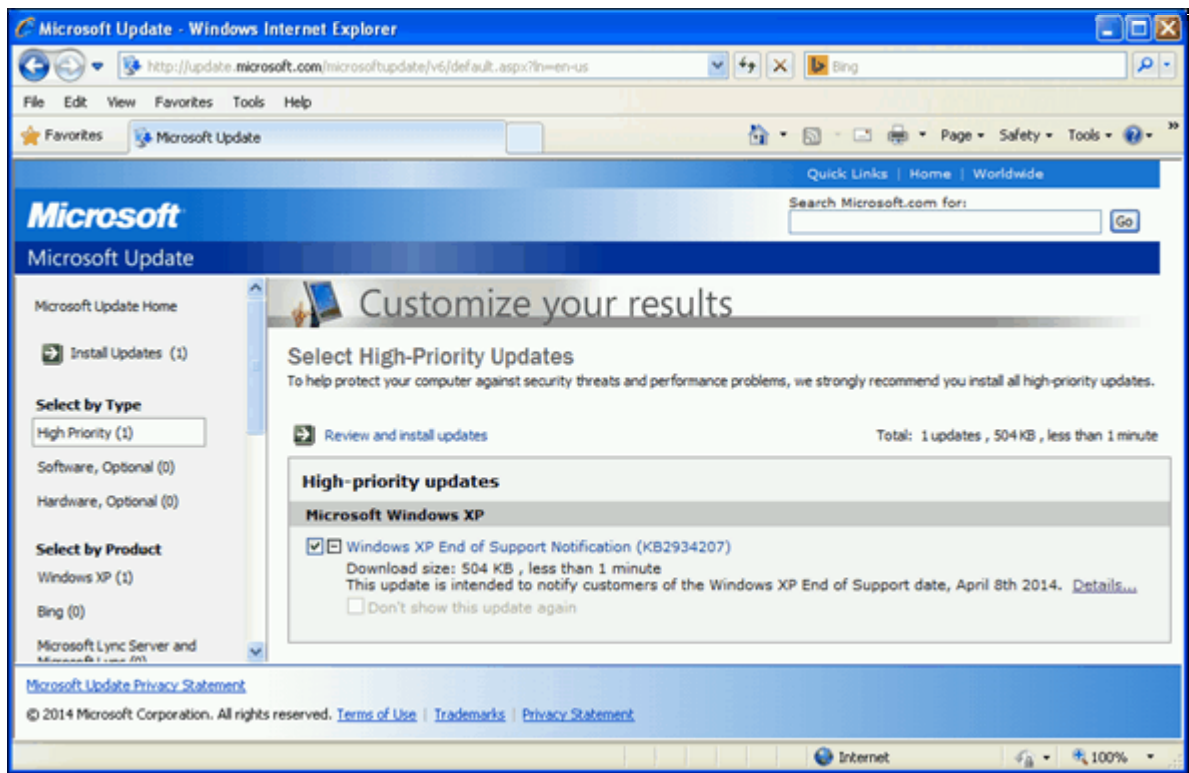 Microsoft Update - Windows Internet Explorer
http://update.microsoft.com/microsoftupdate/v6/default.aspx?ln=en-us
Bing
File Edit View Favorites Tools Help
Favorites Microsoft Update Page Safety Tools
Quick Links | Home | Worldwide
Microsoft
Search Microsoft.com for:
Go
Microsoft Update
Microsoft Update Home
Install Updates (1)
Select by Type
High Priority (1)
Software, Optional (0)
Hardware, Optional (0)
Select by Product
Windows XP (1)
Bing (0)
Microsoft Lync Server and
Microsoft Lync (0)
Customize your results
Select High-Priority Updates
To help protect your computer against security threats and performance problems, we strongly recommend you install all high-priority updates.
Review and install updates Total: 1 updates , 504 KB , less than 1 minute
High-priority updates
Microsoft Windows XP
Windows XP End of Support Notification (KB2934207)
Download size: 504 KB , less than 1 minute
This update is intended to notify customers of the Windows XP End of Support date, April 8th 2014. Details...
Don't show this update again
Microsoft Update Privacy Statement
© 2014 Microsoft Corporation. All rights reserved. Terms of Use | Trademarks | Privacy Statement
Internet 100%